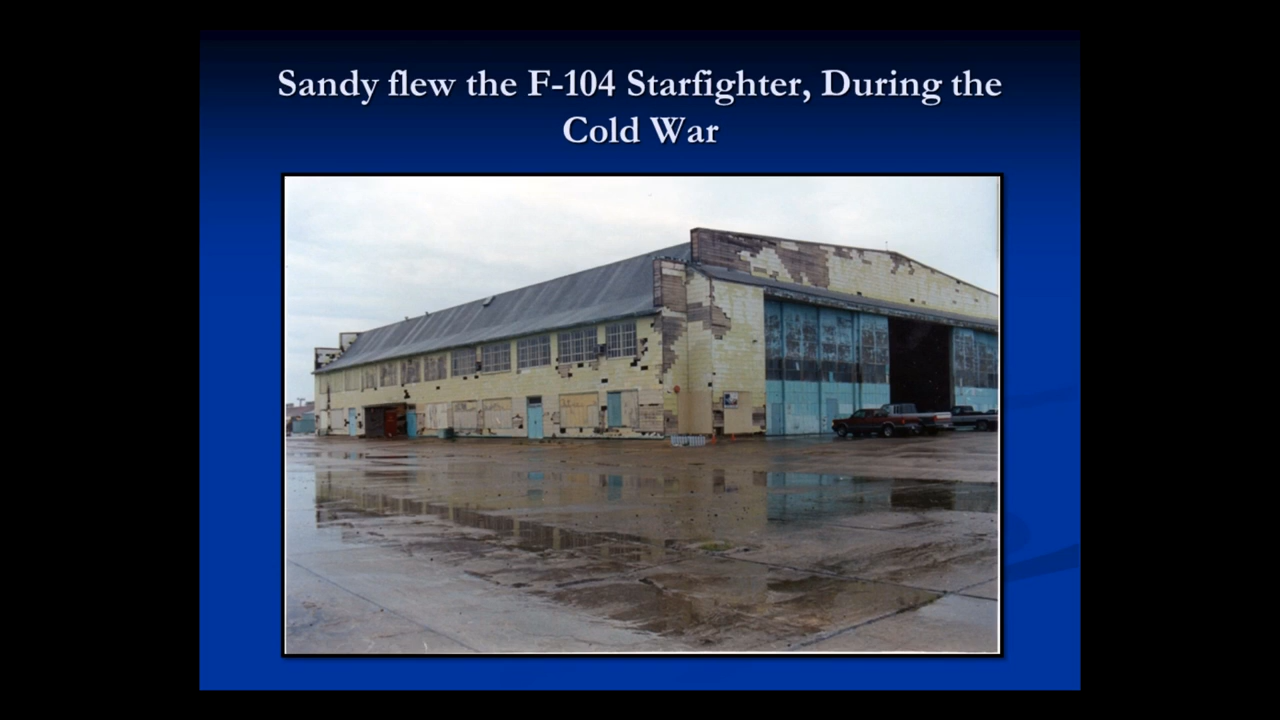 Sandy flew the F-104 Starfighter, During the
Cold War